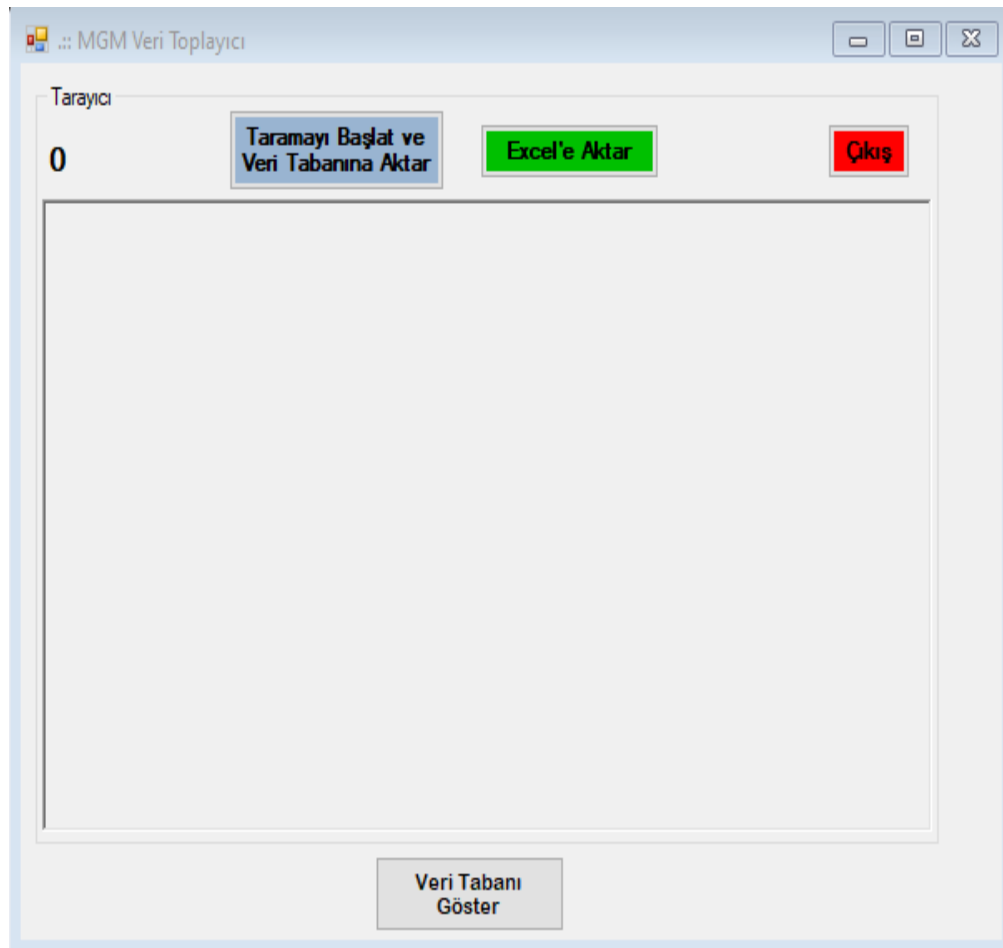 .:: MGM Veri Toplayıcı
Tarayıcı
0
Taramayı Başlat ve
Veri Tabanına Aktar
Excel'e Aktar
Çıkış
Veri Tabanı
Göster